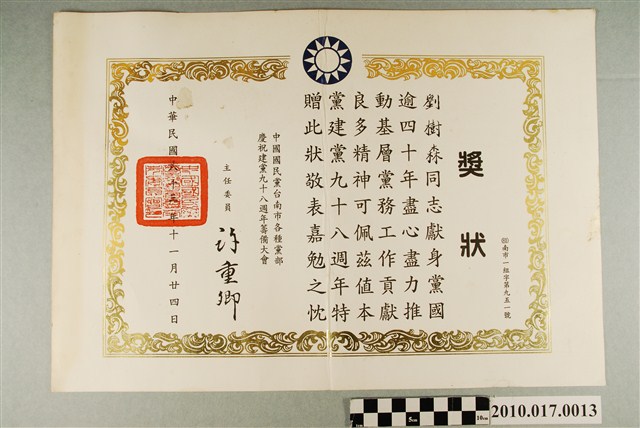 南市一組字第九五一號
獎狀
劉樹森同志獻身黨國
逾四十年盡心盡力推
動基層黨務工作貢獻
良多精神可佩茲值本
黨建黨九十八週年特
贈此狀敬表嘉勉之忱
中國國民黨台南市各種黨部
慶祝建黨九十八週年籌備大會
主任委員
許重卿
中華民國年十一月廿四日
5cm
10cm
2010.017.0013